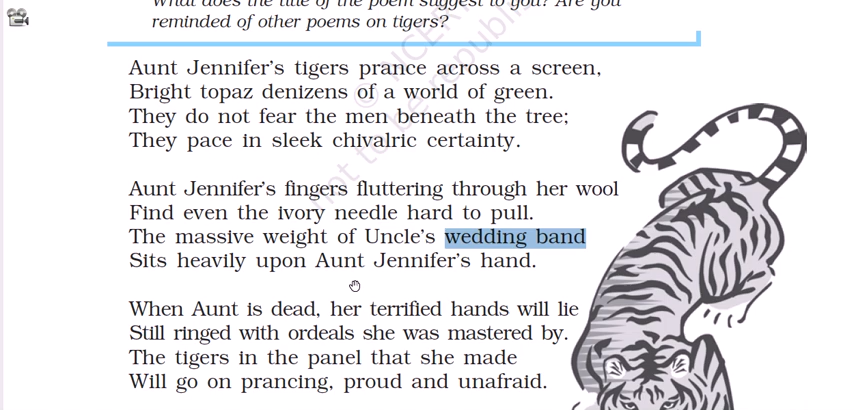 What does the title of the poem suggest to you? Are you
reminded of other poems on tigers?
Aunt Jennifer's tigers prance across a screen,
Bright topaz denizens of a world of green.
They do not fear the men beneath the tree;
They pace in sleek chivalric certainty.
Aunt Jennifer's fingers fluttering through her wool
Find even the ivory needle hard to pull.
The massive weight of Uncle's wedding band
Sits heavily upon Aunt Jennifer's hand.
When Aunt is dead, her terrified hands will lie
Still ringed with ordeals she was mastered by.
The tigers in the panel that she made
Will go on prancing, proud and unafraid.
© NCERT
not to be republi